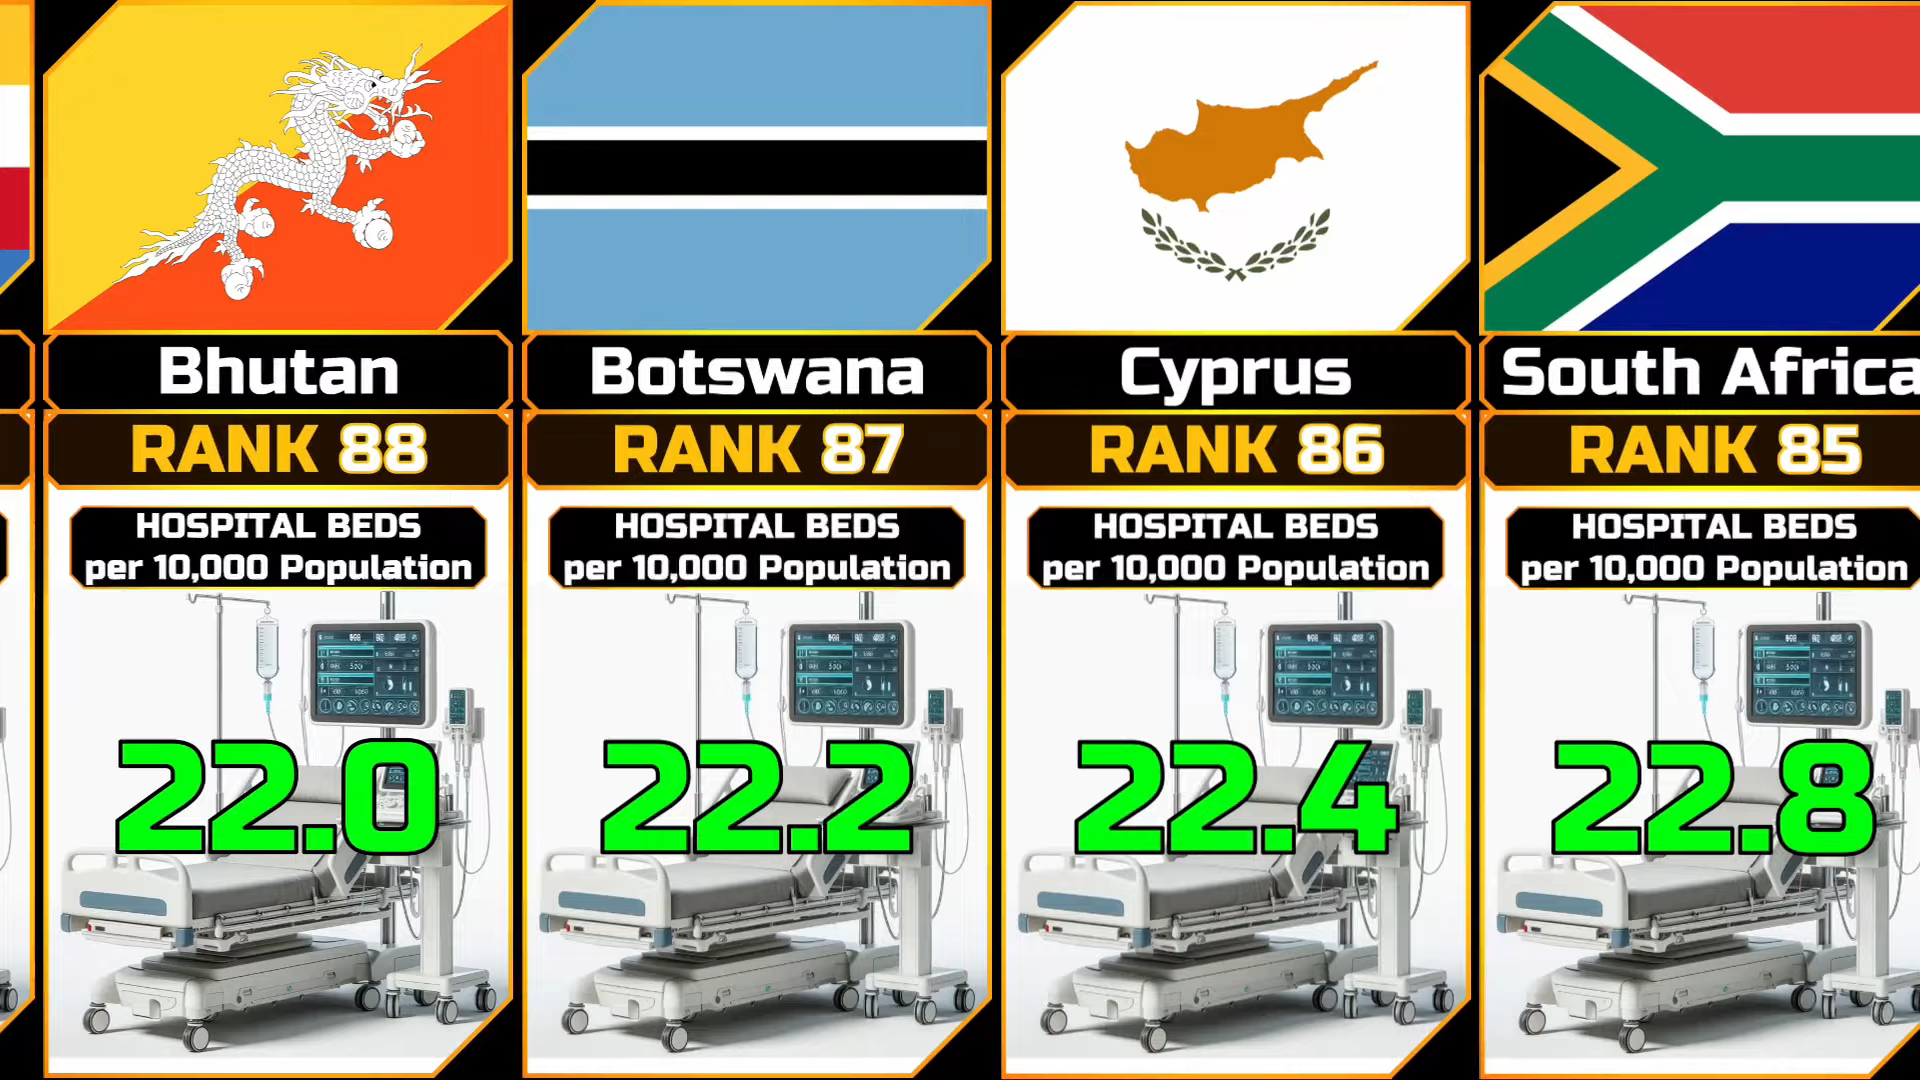 Bhutan
RANK 88
HOSPITAL BEDS
per 10,000 Population
22.0
Botswana
RANK 87
HOSPITAL BEDS
per 10,000 Population
22.2
Cyprus
RANK 86
HOSPITAL BEDS
per 10,000 Population
22.4
South Africa
RANK 85
HOSPITAL BEDS
per 10,000 Population
22.8